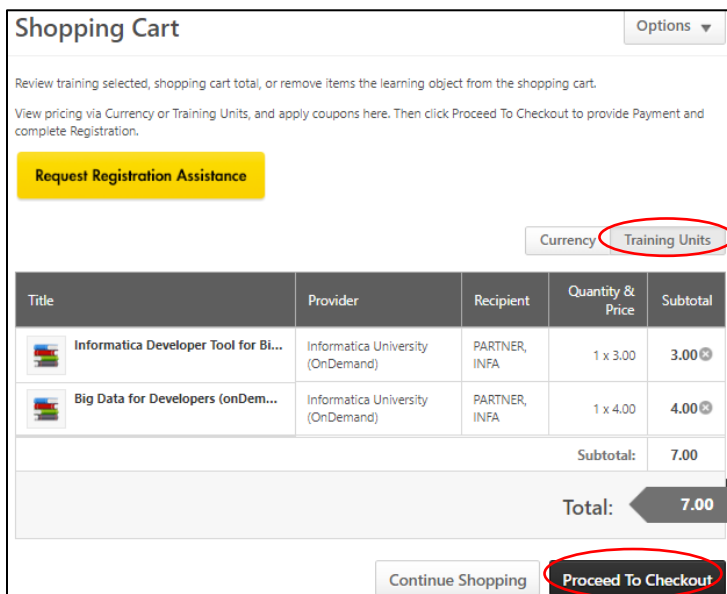 Shopping Cart
Options
Review training selected, shopping cart total, or remove items the learning object from the shopping cart.
View pricing via Currency or Training Units, and apply coupons here. Then click Proceed To Checkout to provide Payment and
complete Registration.
Request Registration Assistance
Currency Training Units
Title Provider Recipient Quantity & Price Subtotal
Informatica Developer Tool for Bi... Informatica University (OnDemand) PARTNER, INFA 1 x 3.00 3.00
Big Data for Developers (onDem... Informatica University (OnDemand) PARTNER, INFA 1 x 4.00 4.00
Subtotal: 7.00
Total: 7.00
Continue Shopping Proceed To Checkout